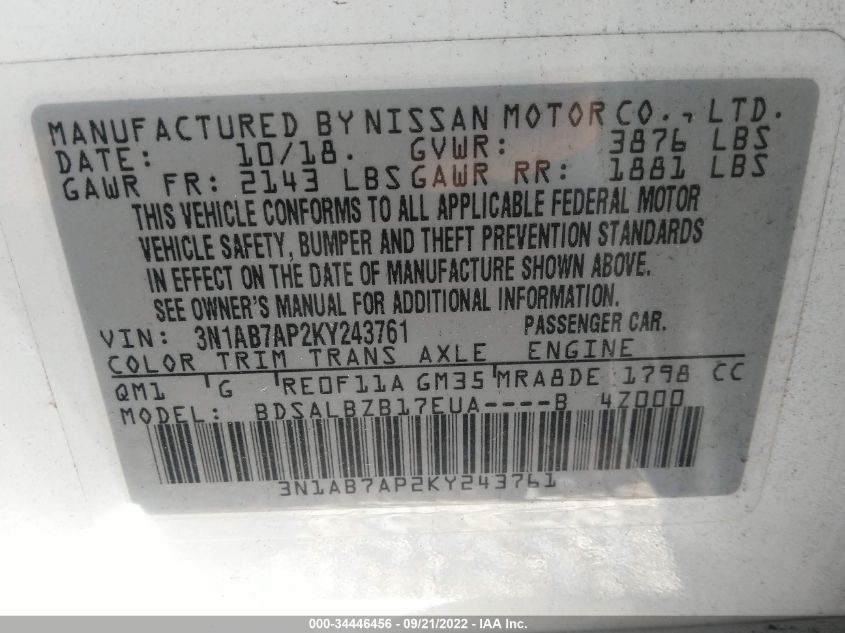 MANUFACTURED BY NISSAN MOTOR CO., LTD.
DATE: 10/18. GVWR: 3876 LBS
GAWR FR: 2143 LBS GAWR RR: 1881 LBS
THIS VEHICLE CONFORMS TO ALL APPLICABLE FEDERAL MOTOR
VEHICLE SAFETY, BUMPER AND THEFT PREVENTION STANDARDS
IN EFFECT ON THE DATE OF MANUFACTURE SHOWN ABOVE.
SEE OWNER'S MANUAL FOR ADDITIONAL INFORMATION.
VIN: 3N1AB7AP2KY243761 PASSENGER CAR.
COLOR TRIM TRANS AXLE ENGINE
QM1 G RE0F11A GM35 MRA8DE 1798 CC
MODEL: BDSALBZB17EUA----B 4Z000
3N1AB7AP2KY243761
000-34446456 - 09/21/2022 - IAA Inc.